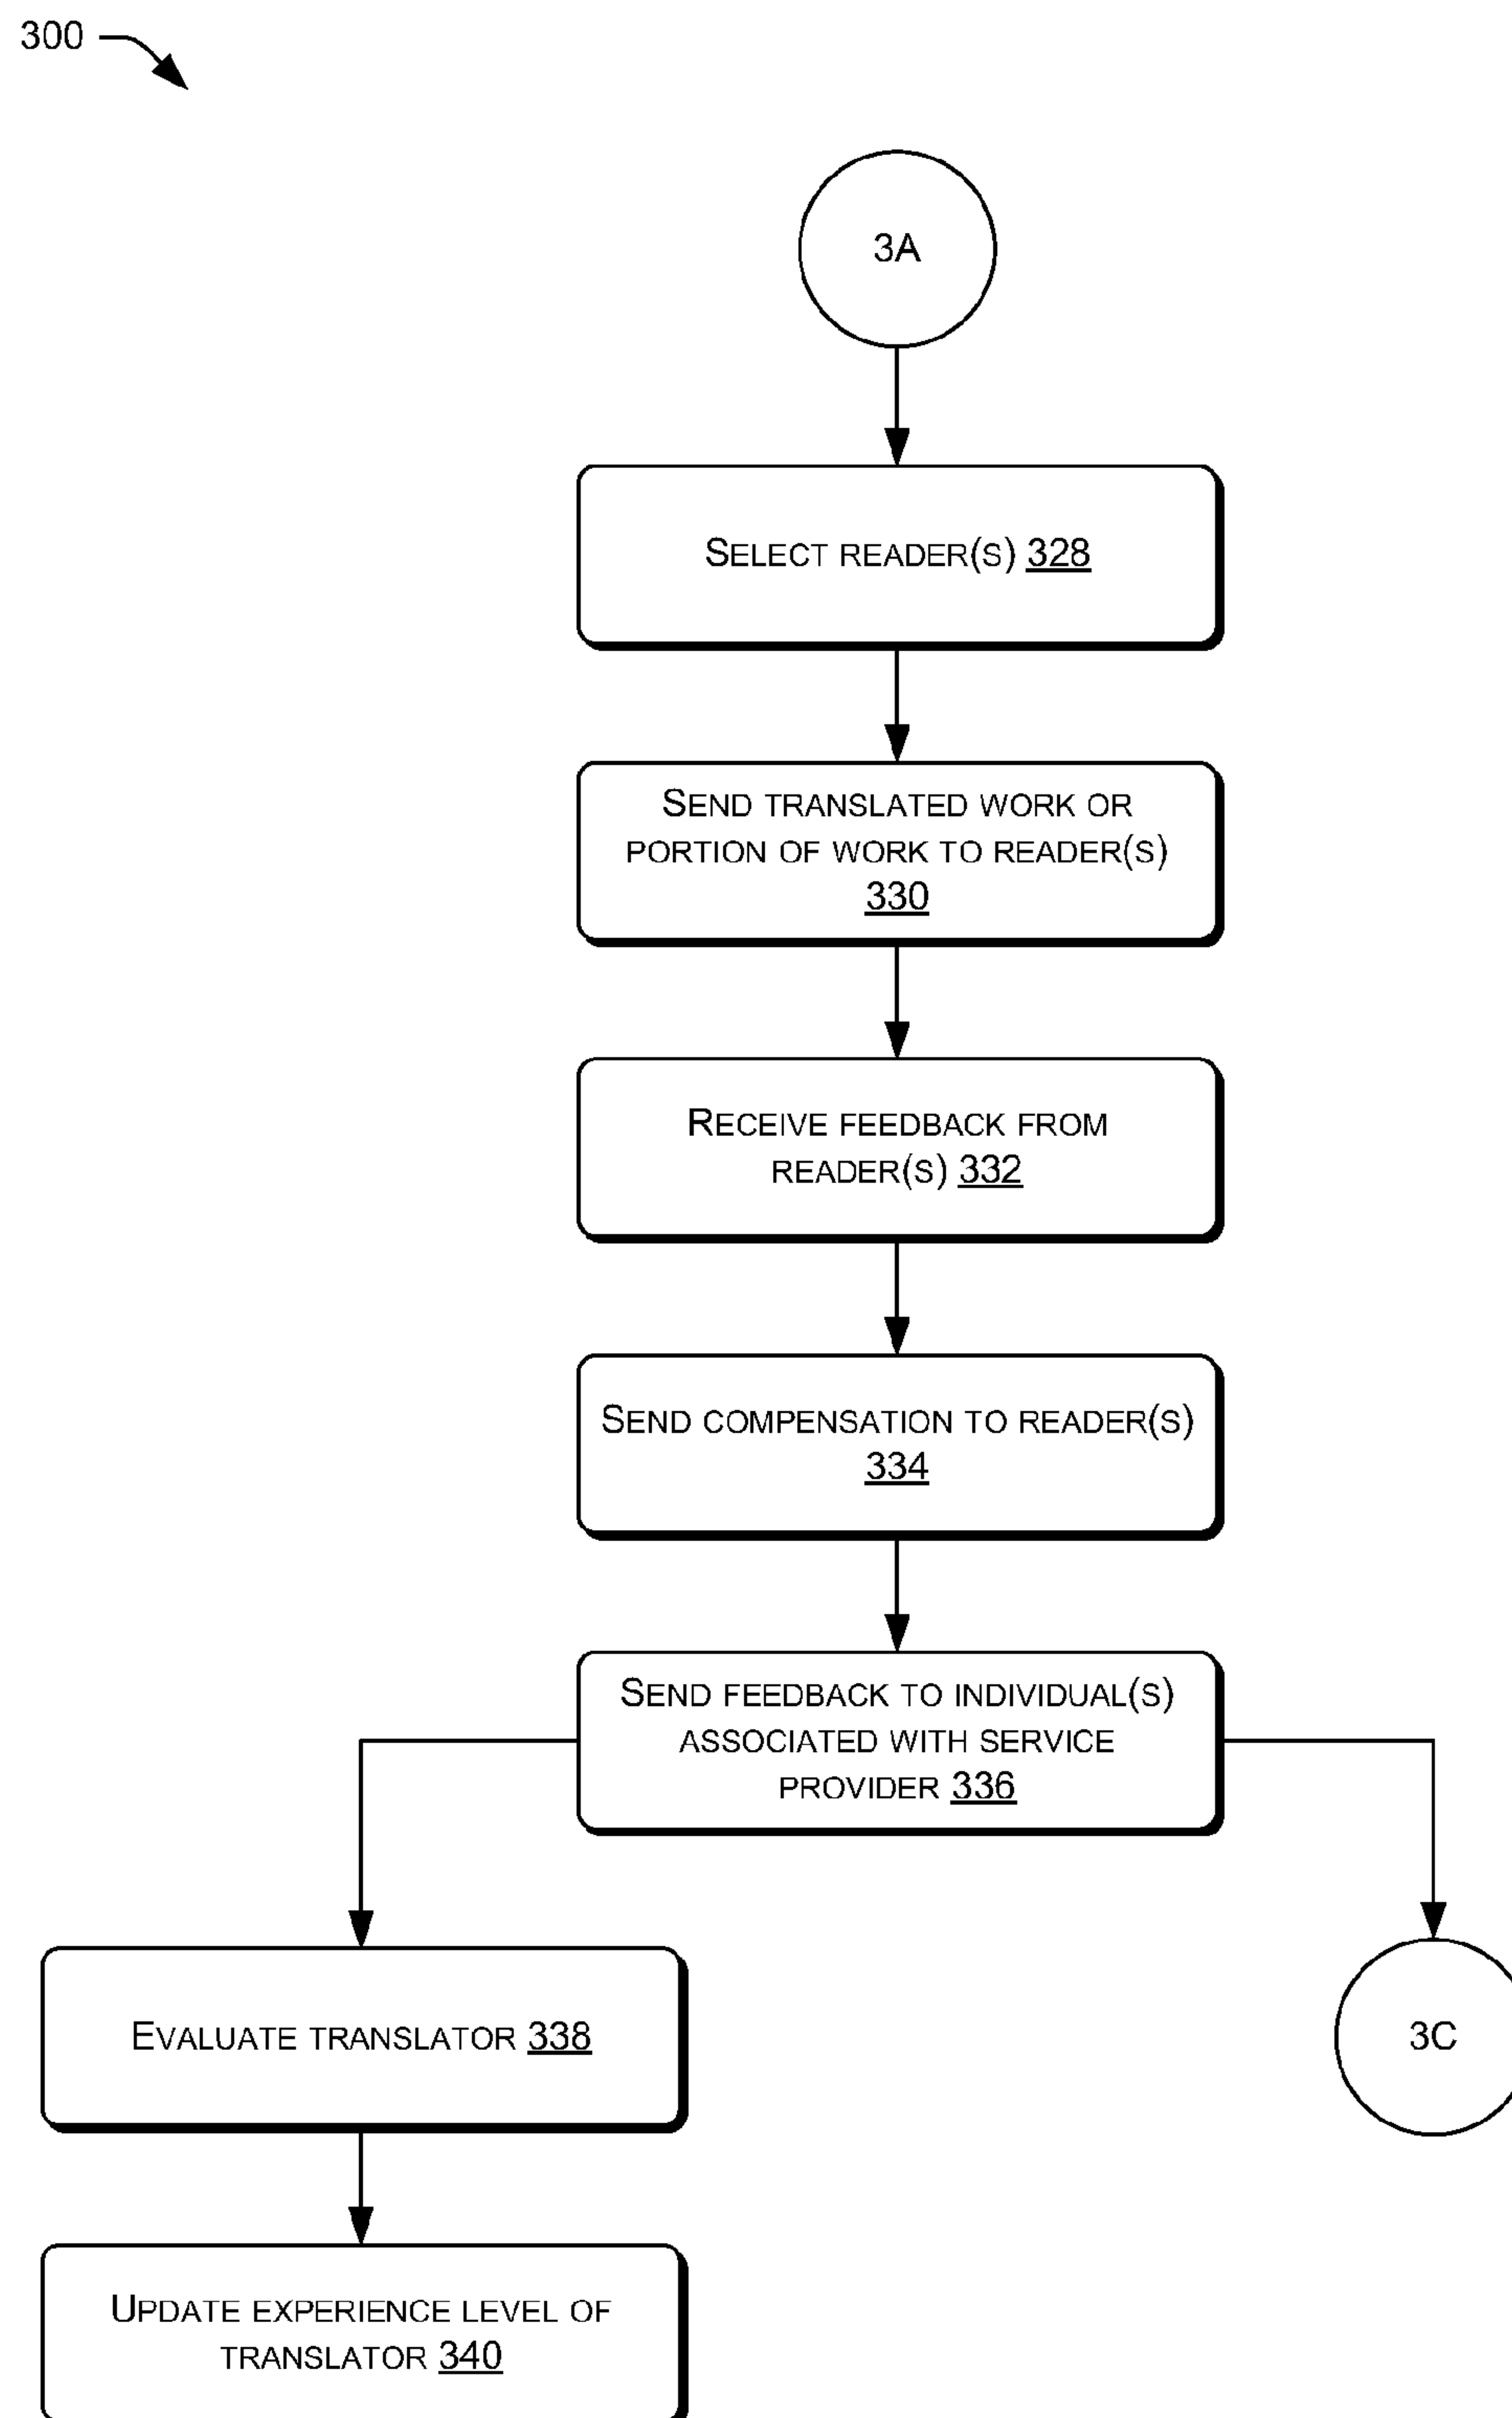 300
3A
SELECT READER(S) 328
SEND TRANSLATED WORK OR
PORTION OF WORK TO READER(S)
330
RECEIVE FEEDBACK FROM
READER(S) 332
SEND COMPENSATION TO READER(S)
334
SEND FEEDBACK TO INDIVIDUAL(S)
ASSOCIATED WITH SERVICE
PROVIDER 336
EVALUATE TRANSLATOR 338
3C
UPDATE EXPERIENCE LEVEL OF
TRANSLATOR 340